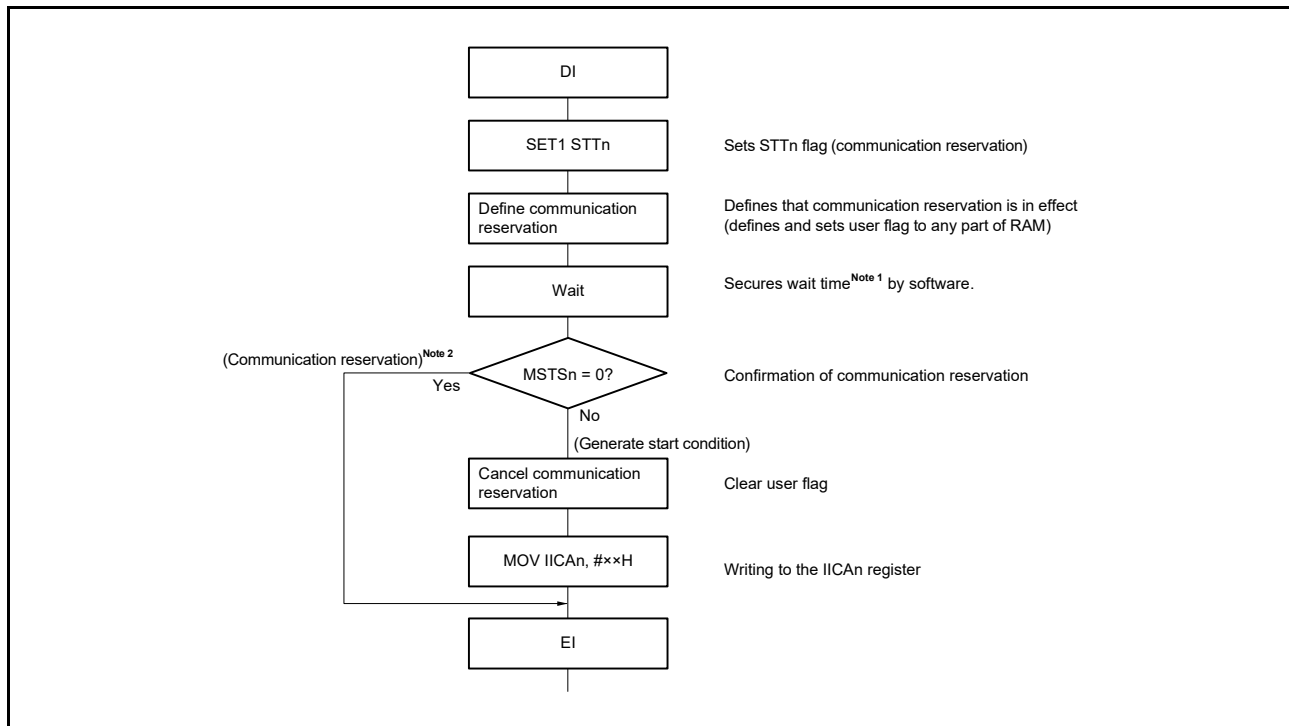 DI
SET1 STTn
Sets STTn flag (communication reservation)
Define communication
reservation
Defines that communication reservation is in effect
(defines and sets user flag to any part of RAM)
Wait
Secures wait timeNote 1 by software.
(Communication reservation)Note 2
Yes
MSTSn = 0?
Confirmation of communication reservation
No
(Generate start condition)
Cancel communication
reservation
Clear user flag
MOV IICAn, #××H
Writing to the IICAn register
EI